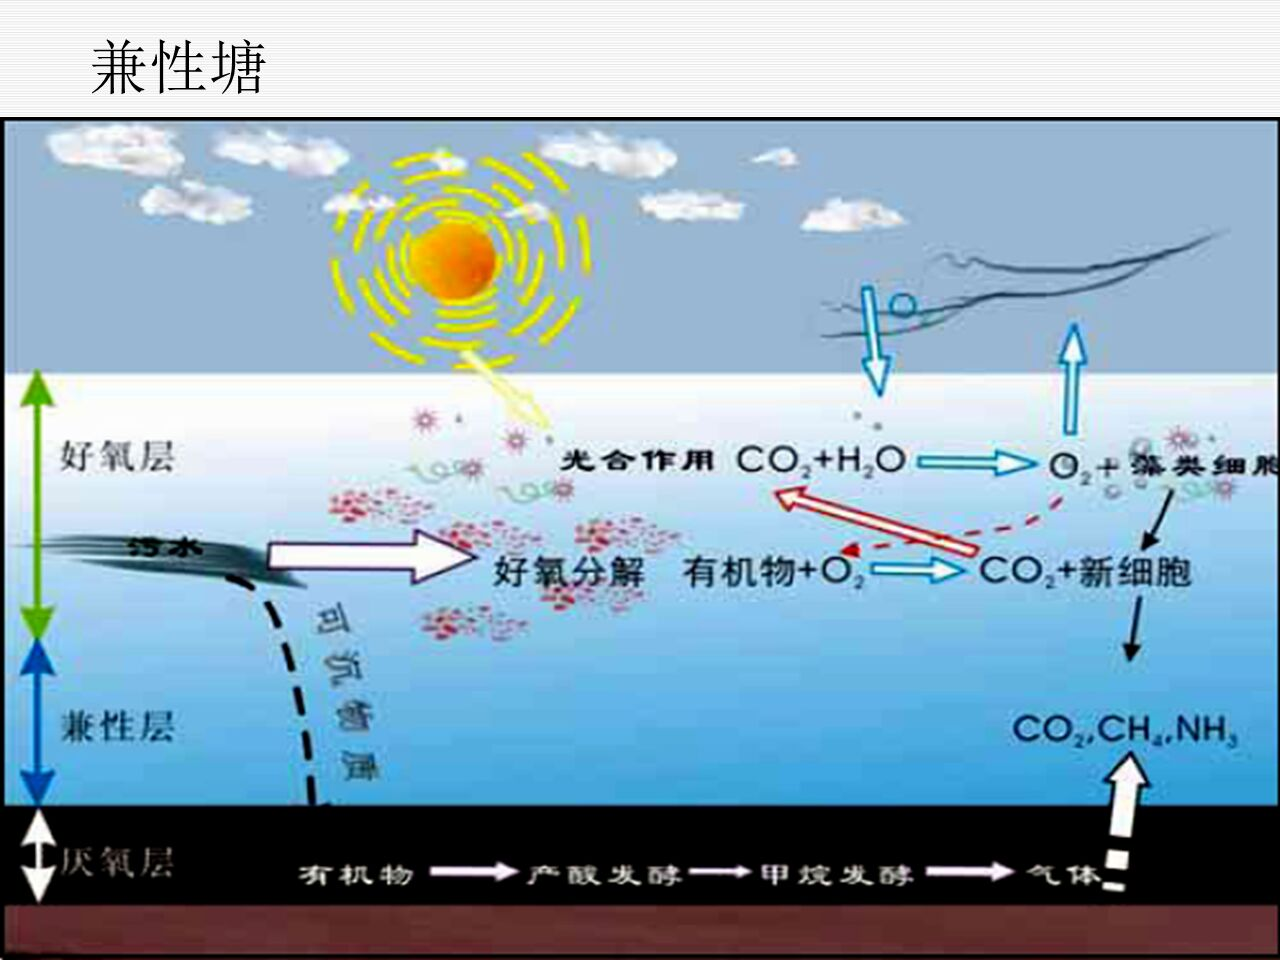 兼性塘
O2
好氧层
光合作用 CO2+H2O
O2+藻类细胞
污水
好氧分解 有机物+O2
CO2+新细胞
可沉物质
兼性层
CO2,CH4,NH3
厌氧层
有机物 产酸发酵 甲烷发酵 气体